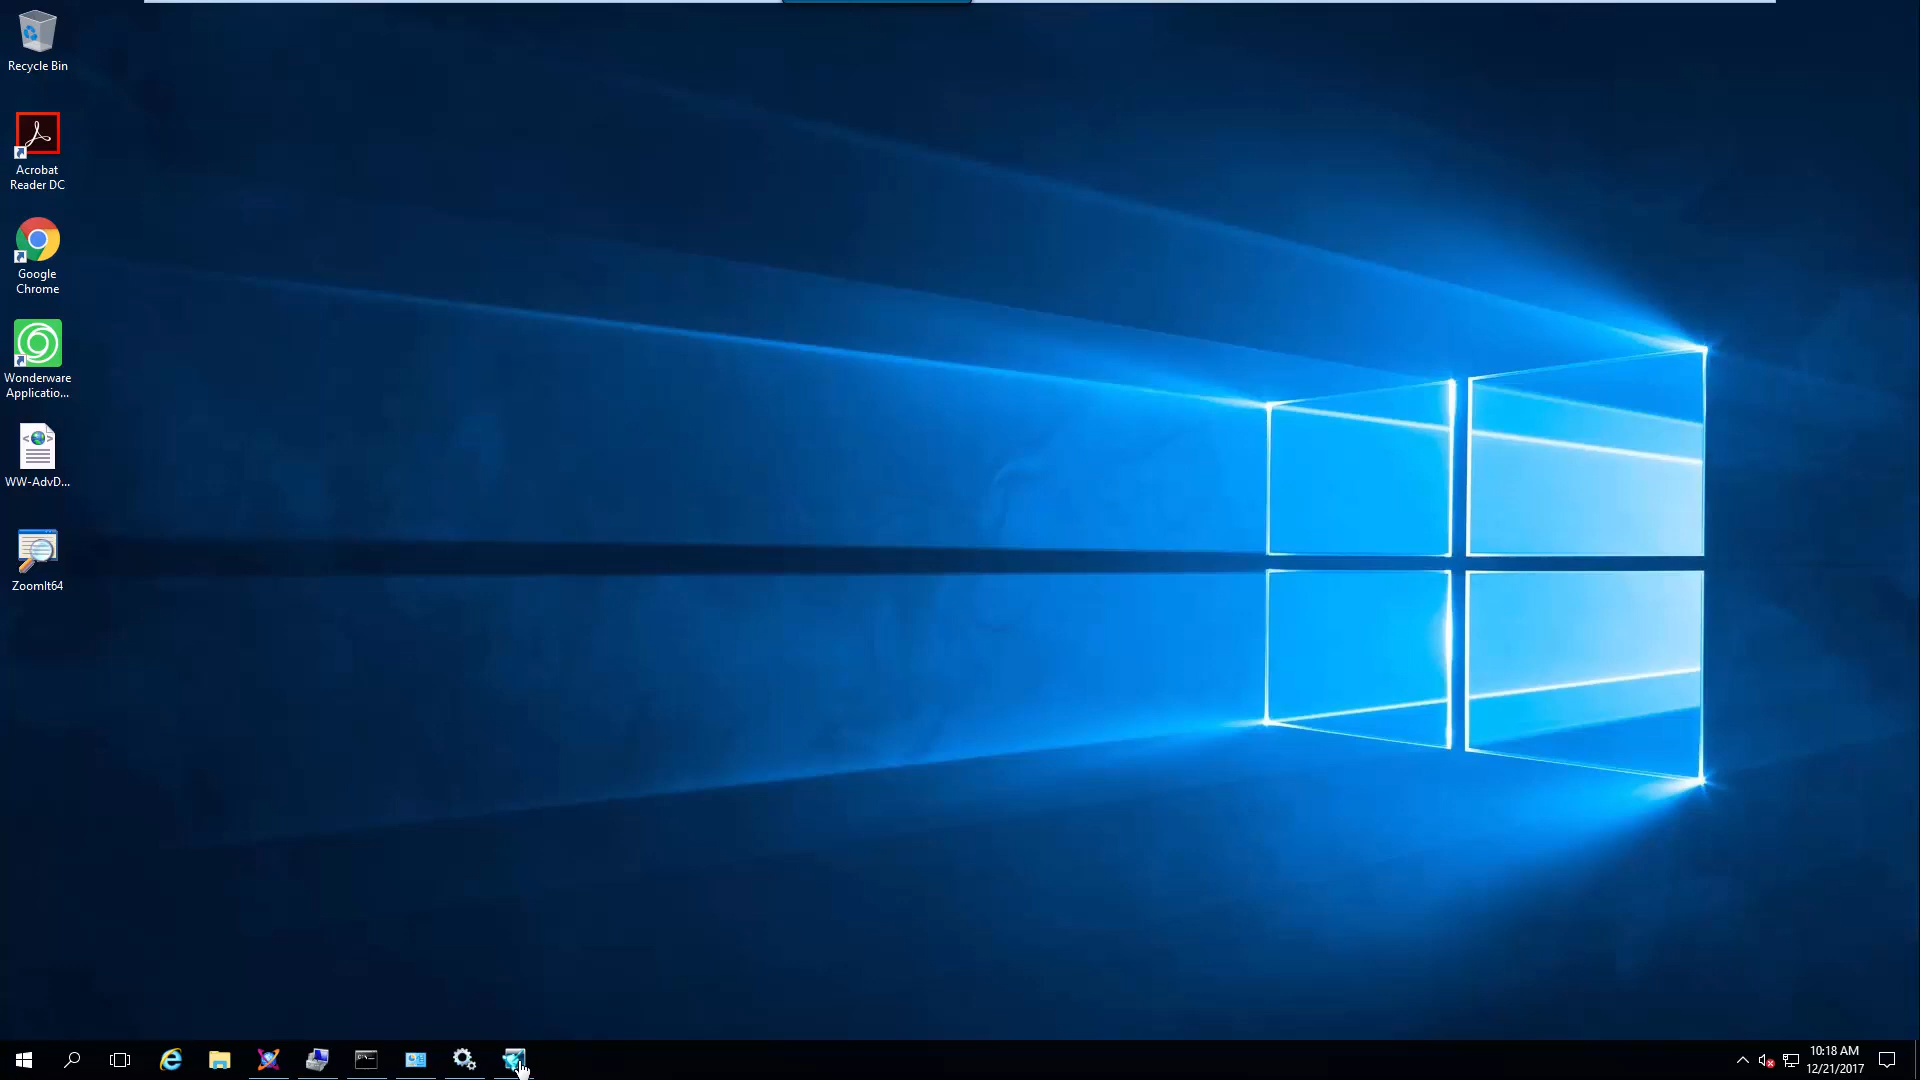 Recycle Bin
Acrobat
Reader DC
Google
Chrome
Wonderware
Applicatio...
WW-AdvD...
ZoomIt64
10:18 AM
12/21/2017